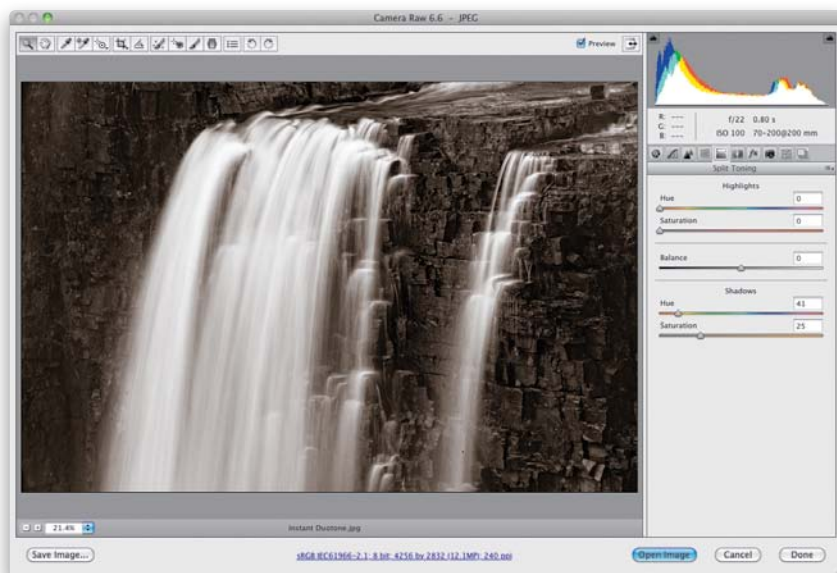 Camera Raw 6.6 – JPEG
Preview
R: ---
G: ---
B: ---
f/22 0.80 s
ISO 100 70-200@200 mm
Split Toning
Highlights
Hue 0
Saturation 0
Balance 0
Shadows
Hue 41
Saturation 25
21.4%
Instant Duotone.jpg
Save Image...
sRGB IEC61966-2.1; 8 bit; 4256 by 2832 (12.1MP); 240 ppi
Open Image
Cancel
Done